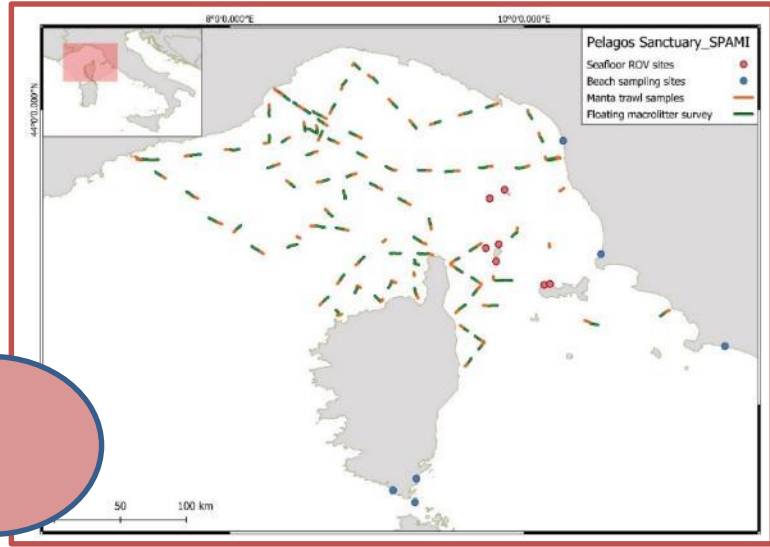 8°0'0.000"E
10°0'0.000"E
44°0'0.000"N
Pelagos Sanctuary_SPAMI
Seafloor ROV sites
Beach sampling sites
Manta trawl samples
Floating macrolitter survey
50
100 km